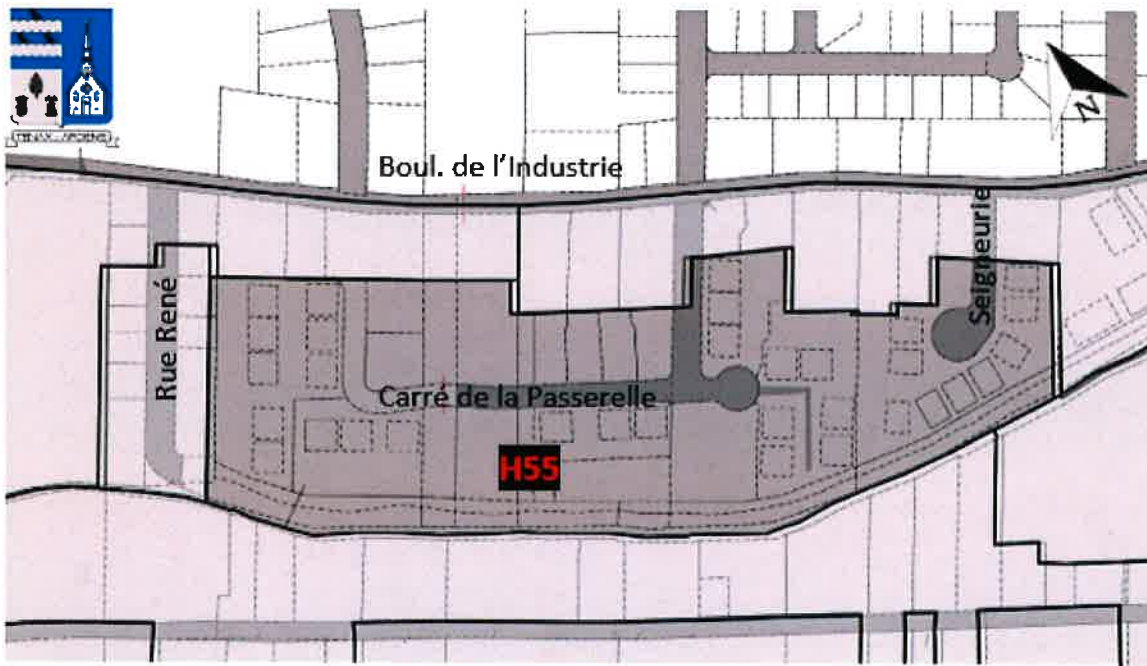 Boul. de l'Industrie
N
Seigneurie
Rue René
Carré de la Passerelle
H55